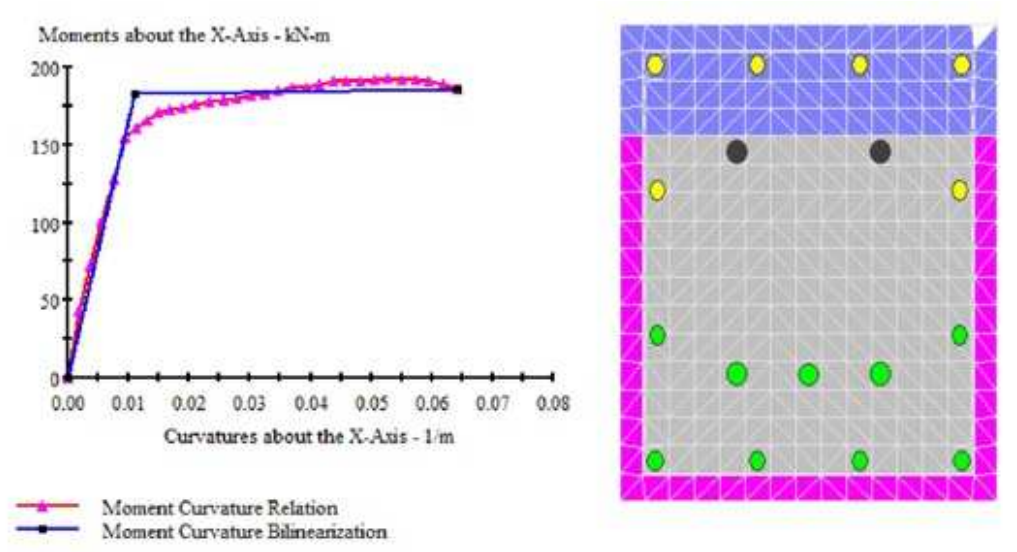 Moments about the X-Axis - kN-m
200
150
100
50
0
0.00 0.01 0.02 0.03 0.04 0.05 0.06 0.07 0.08
Curvatures about the X-Axis - 1/m
Moment Curvature Relation
Moment Curvature Bilinearization